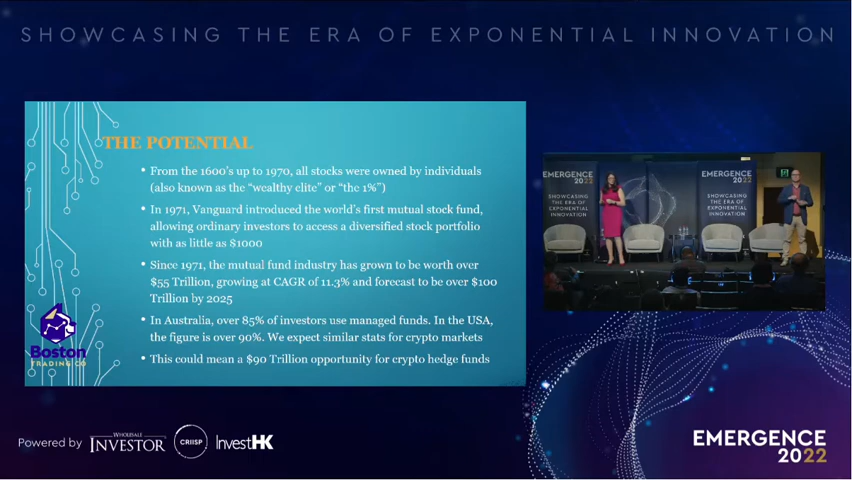 SHOWCASING THE ERA OF EXPONENTIAL INNOVATION
THE POTENTIAL
• From the 1600's up to 1970, all stocks were owned by individuals
(also known as the "wealthy elite" or "the 1%")
• In 1971, Vanguard introduced the world's first mutual stock fund,
allowing ordinary investors to access a diversified stock portfolio
with as little as $1000
• Since 1971, the mutual fund industry has grown to be worth over
$55 Trillion, growing at CAGR of 11.3% and forecast to be over $100
Trillion by 2025
• In Australia, over 85% of investors use managed funds. In the USA,
the figure is over 90%. We expect similar stats for crypto markets
• This could mean a $90 Trillion opportunity for crypto hedge funds
Boston
TRADING CO
EMERGENCE
2022
SHOWCASING
THE ERA OF
EXPONENTIAL
INNOVATION
EMERGENCE
2022
SHOWCASING
THE ERA OF
EXPONENTIAL
INNOVATION
Powered by
WHOLESALE
INVESTOR
CRIISP
InvestHK
EMERGENCE
2022